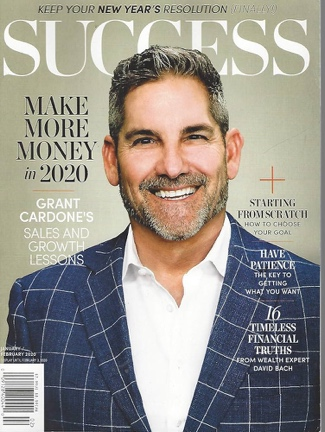 KEEP YOUR NEW YEAR'S RESOLUTION (FINALLY!)
SUCCESS
MAKE
MORE
MONEY
in 2020
GRANT
CARDONE'S
SALES AND
GROWTH
LESSONS
+
STARTING
FROM SCRATCH
HOW TO CHOOSE
YOUR GOAL
HAVE
PATIENCE
THE KEY TO
GETTING
WHAT YOU WANT
16
TIMELESS
FINANCIAL
TRUTHS
FROM WEALTH EXPERT
DAVID BACH
JANUARY /
FEBRUARY 2020